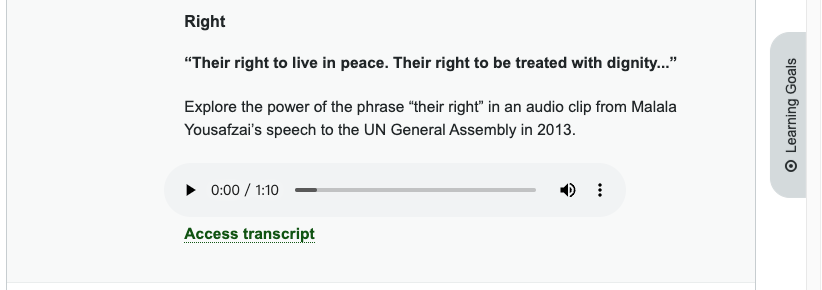 Right
“Their right to live in peace. Their right to be treated with dignity...”
Explore the power of the phrase “their right” in an audio clip from Malala
Yousafzai’s speech to the UN General Assembly in 2013.
0:00 / 1:10
Access transcript
Learning Goals